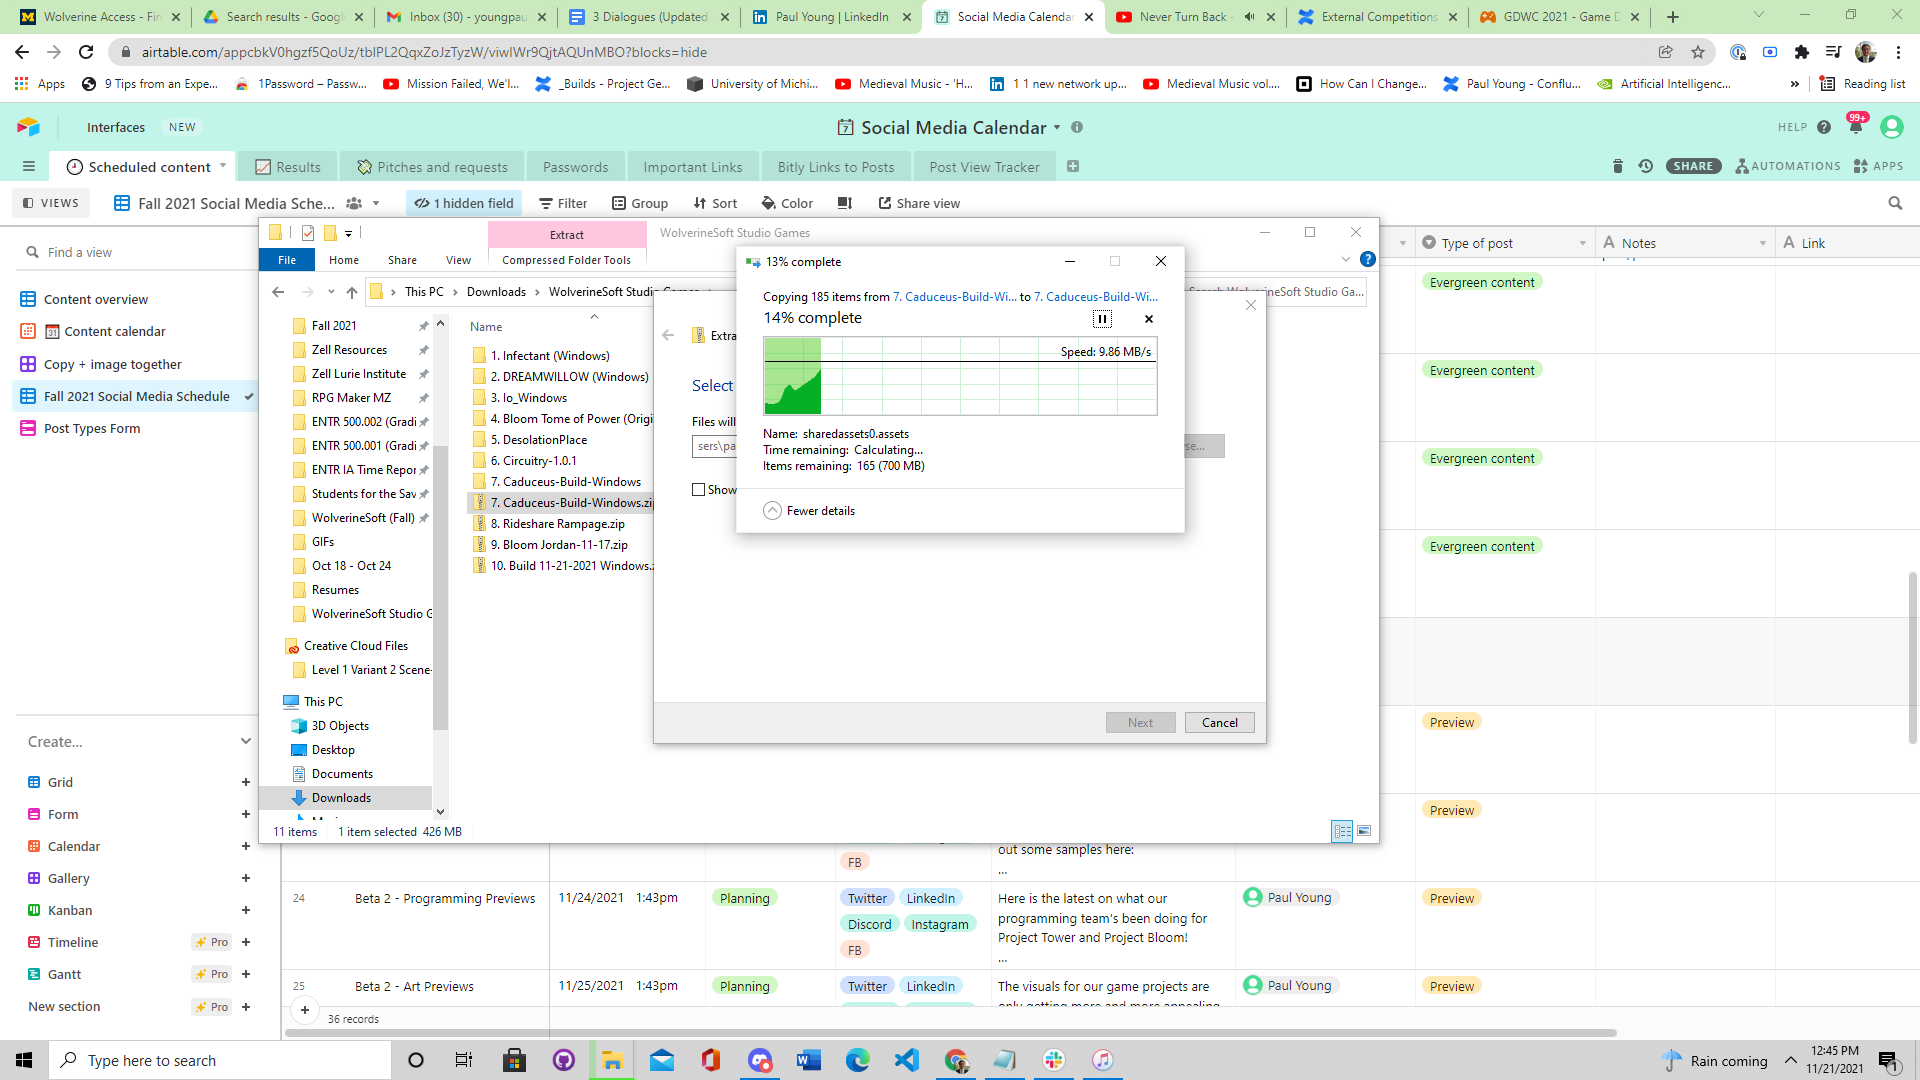 Wolverine Access - Fin
Search results - Googl
Inbox (30) - youngpau
3 Dialogues (Updated
Paul Young | LinkedIn
Social Media Calendar
Never Turn Back -
External Competitions
GDWC 2021 - Game D
airtable.com/appcbkV0hgzf5QoUz/tblPL2QqxZoJzTyzW/viwIWr9QjtAQUnMBO?blocks=hide
Apps
9 Tips from an Expe...
1Password – Passw...
Mission Failed, We'l...
_Builds - Project Ge...
University of Michi...
Medieval Music - 'H...
1 1 new network up...
Medieval Music vol....
How Can I Change...
Paul Young - Conflu...
Artificial Intelligenc...
»
Reading list
Interfaces
NEW
Social Media Calendar
HELP
99+
Scheduled content
Results
Pitches and requests
Passwords
Important Links
Bitly Links to Posts
Post View Tracker
SHARE
AUTOMATIONS
APPS
VIEWS
Fall 2021 Social Media Sche...
1 hidden field
Filter
Group
Sort
Color
Share view
Find a view
Content overview
Content calendar
Copy + image together
Fall 2021 Social Media Schedule
Post Types Form
Create...
Grid
Form
Calendar
Gallery
Kanban
Timeline
Pro
Gantt
Pro
New section
Pro
Extract
WolverineSoft Studio Games
File
Home
Share
View
Compressed Folder Tools
This PC
Downloads
WolverineSoft Studio Games
Search WolverineSoft Studio Ga...
Fall 2021
Zell Resources
Zell Lurie Institute
RPG Maker MZ
ENTR 500.002 (Gradi
ENTR 500.001 (Gradi
ENTR IA Time Repor
Students for the Sav
WolverineSoft (Fall)
GIFs
Oct 18 - Oct 24
Resumes
WolverineSoft Studio G
Creative Cloud Files
Level 1 Variant 2 Scene-
This PC
3D Objects
Desktop
Documents
Downloads
Name
1. Infectant (Windows)
2. DREAMWILLOW (Windows)
3. Io_Windows
4. Bloom Tome of Power (Origi
5. DesolationPlace
6. Circuitry-1.0.1
7. Caduceus-Build-Windows
7. Caduceus-Build-Windows.zip
8. Rideshare Rampage.zip
9. Bloom Jordan-11-17.zip
10. Build 11-21-2021 Windows.z
11 items
1 item selected 426 MB
Extra
Select
Files will
sers\pa
se...
Show
Next
Cancel
13% complete
Copying 185 items from 7. Caduceus-Build-Wi... to 7. Caduceus-Build-Wi...
14% complete
Speed: 9.86 MB/s
Name: sharedassets0.assets
Time remaining: Calculating...
Items remaining: 165 (700 MB)
Fewer details
Type of post
Notes
Link
Evergreen content
Evergreen content
Evergreen content
Evergreen content
Preview
Preview
out some samples here:
...
FB
24
Beta 2 - Programming Previews
11/24/2021 1:43pm
Planning
Twitter
LinkedIn
Discord
Instagram
FB
Here is the latest on what our
programming team's been doing for
Project Tower and Project Bloom!
...
Paul Young
Preview
25
Beta 2 - Art Previews
11/25/2021 1:43pm
Planning
Twitter
LinkedIn
The visuals for our game projects are
only getting more and more appealing
Paul Young
Preview
36 records
Type here to search
Rain coming
12:45 PM
11/21/2021
1